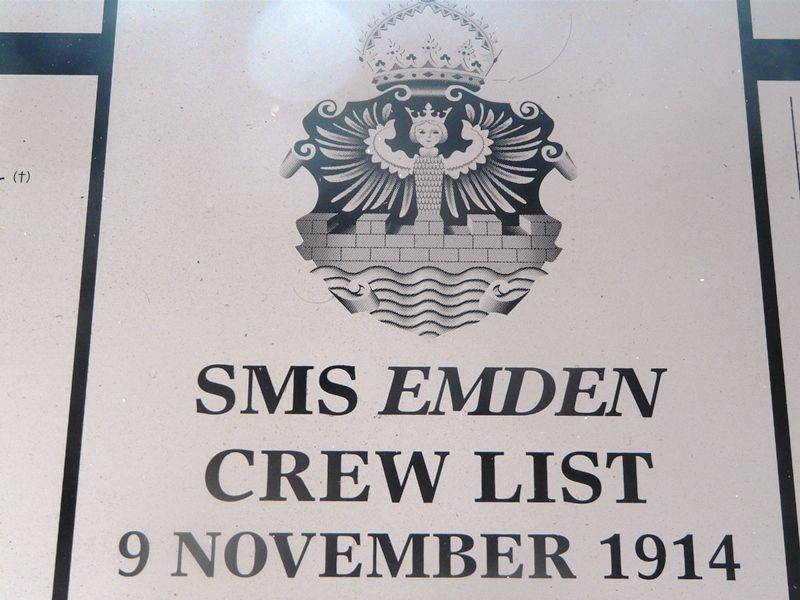 (†)
SMS EMDEN
CREW LIST
9 NOVEMBER 1914